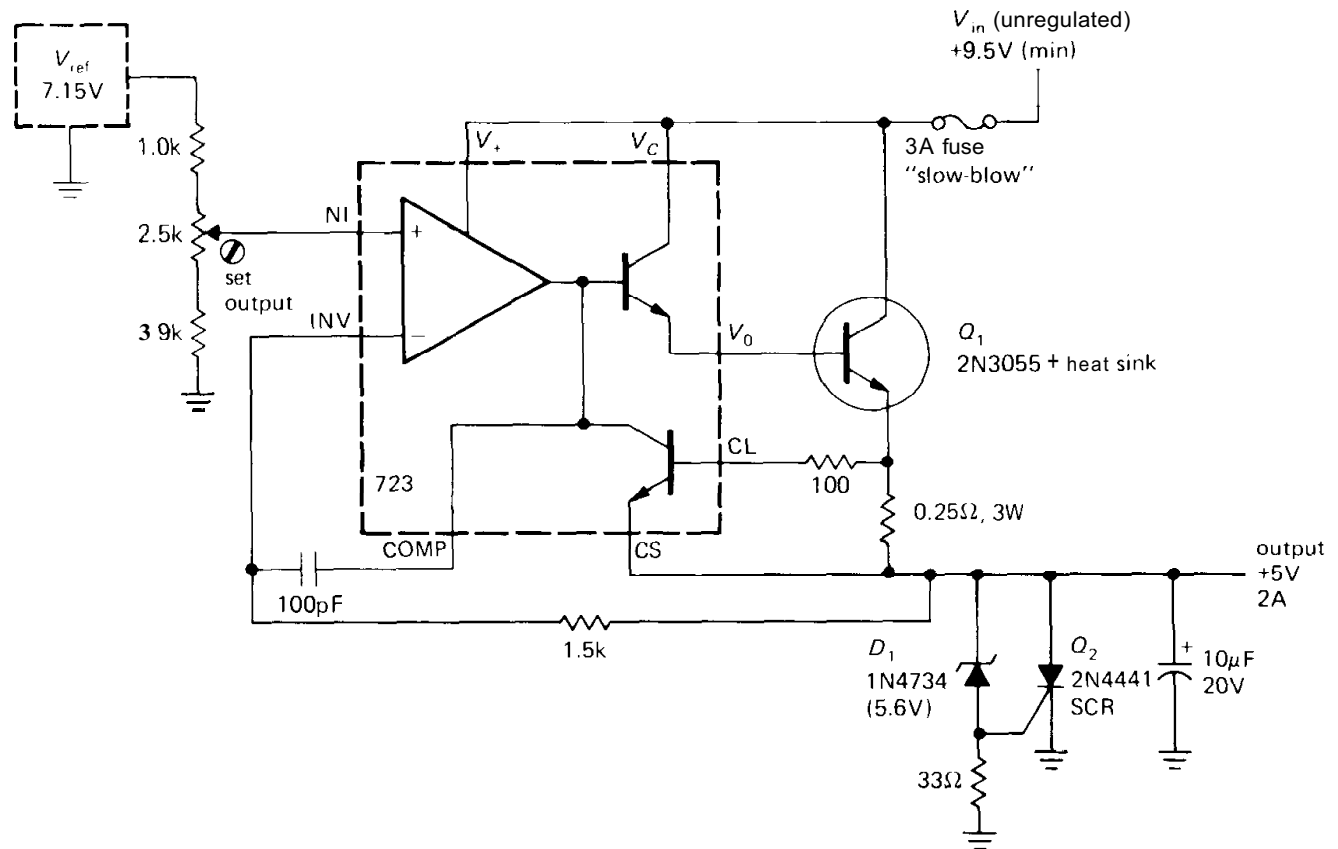 V_ref
7.15V
V_in (unregulated)
+9.5V (min)
1.0k
V_+
V_C
3A fuse
"slow-blow"
NI
2.5k
+
set
output
INV
3 9k
−
V_0
Q_1
2N3055 + heat sink
CL
723
100
0.25Ω, 3W
COMP
CS
output
+5V
2A
100pF
1.5k
D_1
1N4734
(5.6V)
Q_2
2N4441
SCR
+
10μF
20V
33Ω